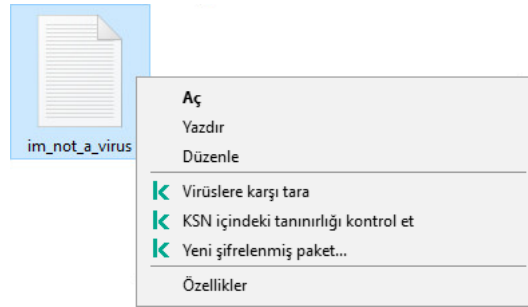 im_not_a_virus
Aç
Yazdır
Düzenle
Virüslere karşı tara
KSN içindeki tanınırlığı kontrol et
Yeni şifrelenmiş paket...
Özellikler